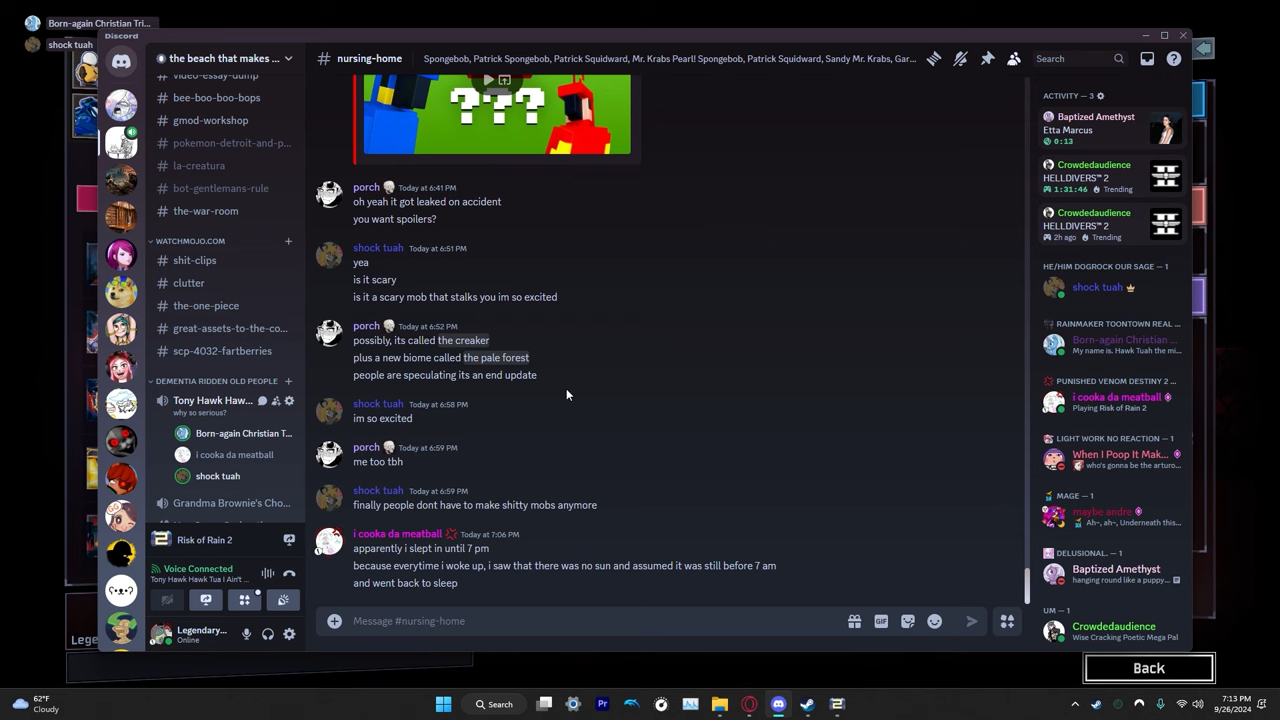 Born-again Christian Tri...
shock tuah
Discord
the beach that makes ...
video-essay-dump
bee-boo-boo-bops
gmod-workshop
pokemon-detroit-and-p...
la-creatura
bot-gentlemans-rule
the-war-room
WATCHMOJO.COM
shit-clips
clutter
the-one-piece
great-assets-to-the-co...
scp-4032-fartberries
DEMENTIA RIDDEN OLD PEOPLE
Tony Hawk Haw...
why so serious?
Born-again Christian T...
i cooka da meatball
shock tuah
Grandma Brownie's Cho...
Risk of Rain 2
Voice Connected
Tony Hawk Hawk Tua I Ain't ...
Legendary...
Online
# nursing-home
Spongebob, Patrick Spongebob, Patrick Squidward, Mr. Krabs Pearl! Spongebob, Patrick Squidward, Sandy Mr. Krabs, Gar...
Search
???
porch Today at 6:41 PM
oh yeah it got leaked on accident
you want spoilers?
shock tuah Today at 6:51 PM
yea
is it scary
is it a scary mob that stalks you im so excited
porch Today at 6:52 PM
possibly, its called the creaker
plus a new biome called the pale forest
people are speculating its an end update
shock tuah Today at 6:58 PM
im so excited
porch Today at 6:59 PM
me too tbh
shock tuah Today at 6:59 PM
finally people dont have to make shitty mobs anymore
i cooka da meatball Today at 7:06 PM
apparently i slept in until 7 pm
because everytime i woke up, i saw that there was no sun and assumed it was still before 7 am
and went back to sleep
Message #nursing-home
GIF
ACTIVITY — 3
Baptized Amethyst
Etta Marcus
0:13
Crowdedaudience
HELLDIVERS™ 2
1:31:46 Trending
Crowdedaudience
HELLDIVERS™ 2
2h ago Trending
HE/HIM DOGROCK OUR SAGE — 1
shock tuah
RAINMAKER TOONTOWN REAL ...
Born-again Christian ...
My name is. Hawk Tuah the mi...
PUNISHED VENOM DESTINY 2 ...
i cooka da meatball
Playing Risk of Rain 2
LIGHT WORK NO REACTION — 1
When I Poop It Mak...
who's gonna be the arturo...
MAGE — 1
maybe andre
Ah~, ah~, Underneath this...
DELUSIONAL. — 1
Baptized Amethyst
hanging round like a puppy...
UM — 1
Crowdedaudience
Wise Cracking Poetic Mega Pal
Lege
Back
62°F
Cloudy
Search
Pr
7:13 PM
9/26/2024